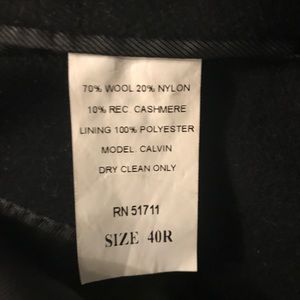 70% WOOL 20% NYLON
10% REC CASHMERE
LINING 100% POLYESTER
MODEL. CALVIN
DRY CLEAN ONLY
RN 51711
SIZE 40R